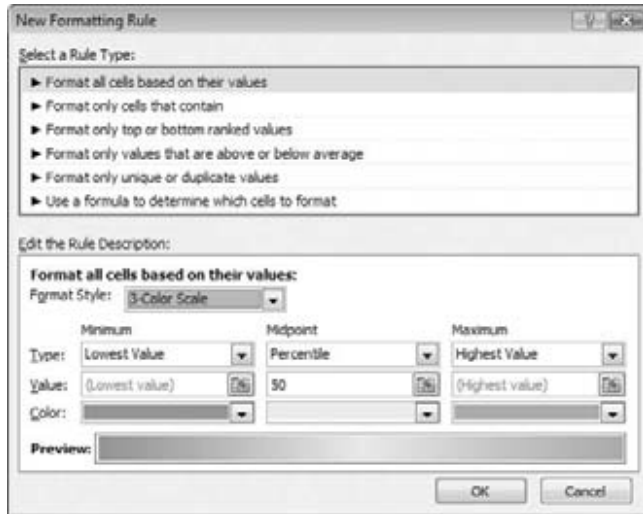 New Formatting Rule
Select a Rule Type:
► Format all cells based on their values
► Format only cells that contain
► Format only top or bottom ranked values
► Format only values that are above or below average
► Format only unique or duplicate values
► Use a formula to determine which cells to format
Edit the Rule Description:
Format all cells based on their values:
Format Style: 3-Color Scale
Minimum Midpoint Maximum
Type: Lowest Value Percentile Highest Value
Value: (Lowest value) 50 (Highest value)
Color:
Preview:
OK Cancel